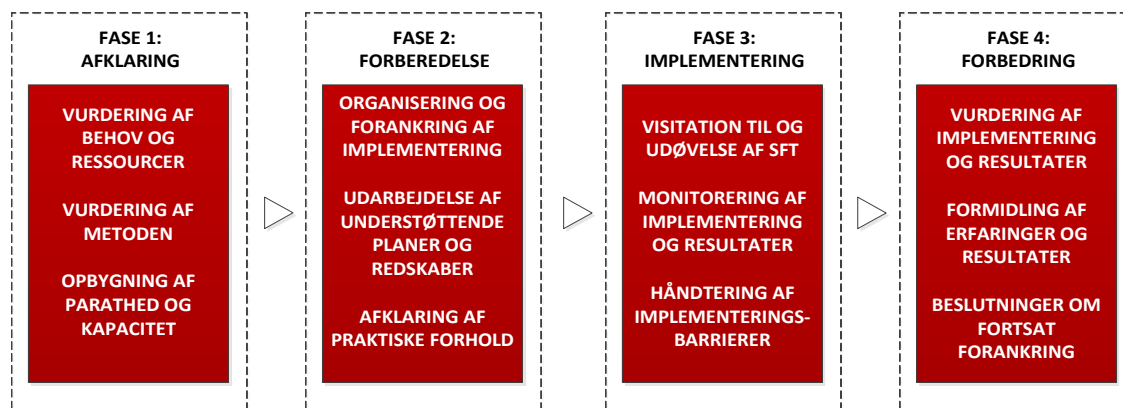 FASE 1:
AFKLARING
VURDERING AF
BEHOV OG
RESSOURCER
VURDERING AF
METODEN
OPBYGNING AF
PARATHED OG
KAPACITET
FASE 2:
FORBEREDELSE
ORGANISERING OG
FORANKRING AF
IMPLEMENTERING
UDARBEJDELSE AF
UNDERSTØTTENDE
PLANER OG
REDSKABER
AFKLARING AF
PRAKTISKE FORHOLD
FASE 3:
IMPLEMENTERING
VISITATION TIL OG
UDØVELSE AF SFT
MONITORERING AF
IMPLEMENTERING
OG RESULTATER
HÅNDTERING AF
IMPLEMENTERINGS-
BARRIERER
FASE 4:
FORBEDRING
VURDERING AF
IMPLEMENTERING
OG RESULTATER
FORMIDLING AF
ERFARINGER OG
RESULTATER
BESLUTNINGER OM
FORTSAT
FORANKRING